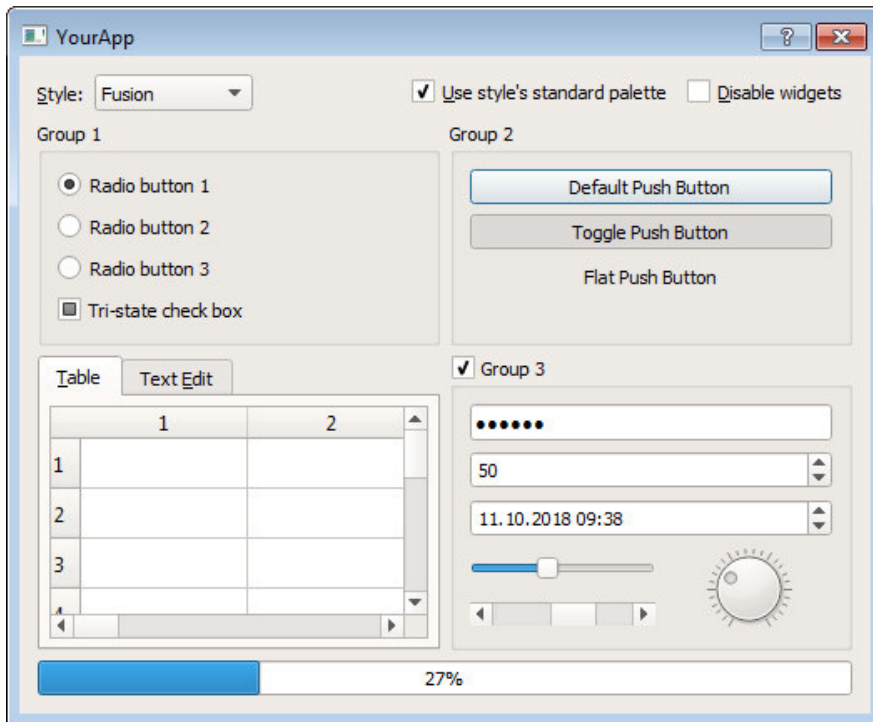 YourApp
Style: Fusion Use style's standard palette Disable widgets
Group 1
Radio button 1
Radio button 2
Radio button 3
Tri-state check box
Group 2
Default Push Button
Toggle Push Button
Flat Push Button
Table Text Edit
1 2
1
2
3
4
Group 3
••••••
50
11.10.2018 09:38
27%